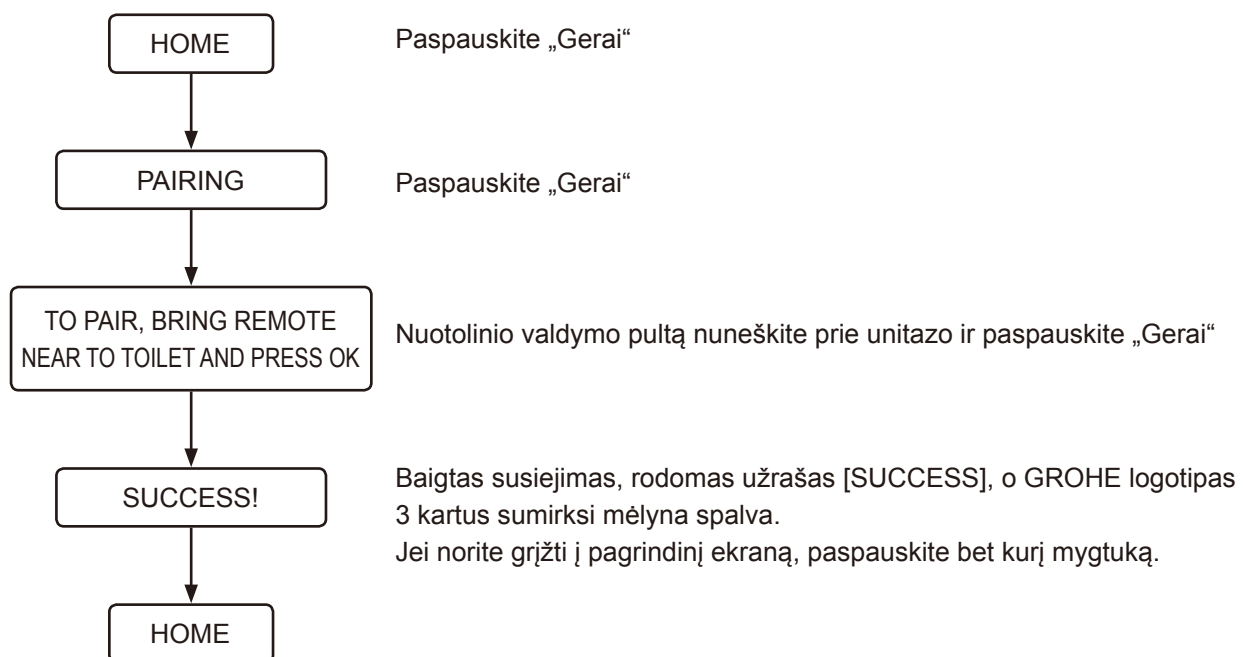 HOME
Paspauskite „Gerai“
PAIRING
Paspauskite „Gerai“
TO PAIR, BRING REMOTE
NEAR TO TOILET AND PRESS OK
Nuotolinio valdymo pultą nuneškite prie unitazo ir paspauskite „Gerai“
SUCCESS!
Baigtas susiejimas, rodomas užrašas [SUCCESS], o GROHE logotipas
3 kartus sumirksi mėlyna spalva.
Jei norite grįžti į pagrindinį ekraną, paspauskite bet kurį mygtuką.
HOME